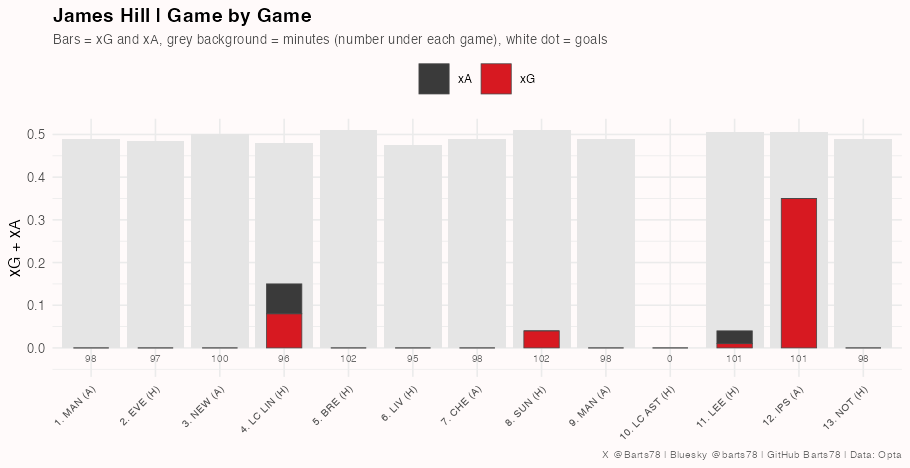 James Hill | Game by Game
Bars = xG and xA, grey background = minutes (number under each game), white dot = goals
xA xG
xG + xA
0.5
0.4
0.3
0.2
0.1
0.0
98 97 100 96 102 95 98 102 98 0 101 101 98
1. MAN (A) 2. EVE (H) 3. NEW (A) 4. LC LIN (H) 5. BRE (H) 6. LIV (H) 7. CHE (A) 8. SUN (H) 9. MAN (A) 10. LC AST (H) 11. LEE (H) 12. IPS (A) 13. NOT (H)
X @Barts78 | Bluesky @barts78 | GitHub Barts78 | Data: Opta